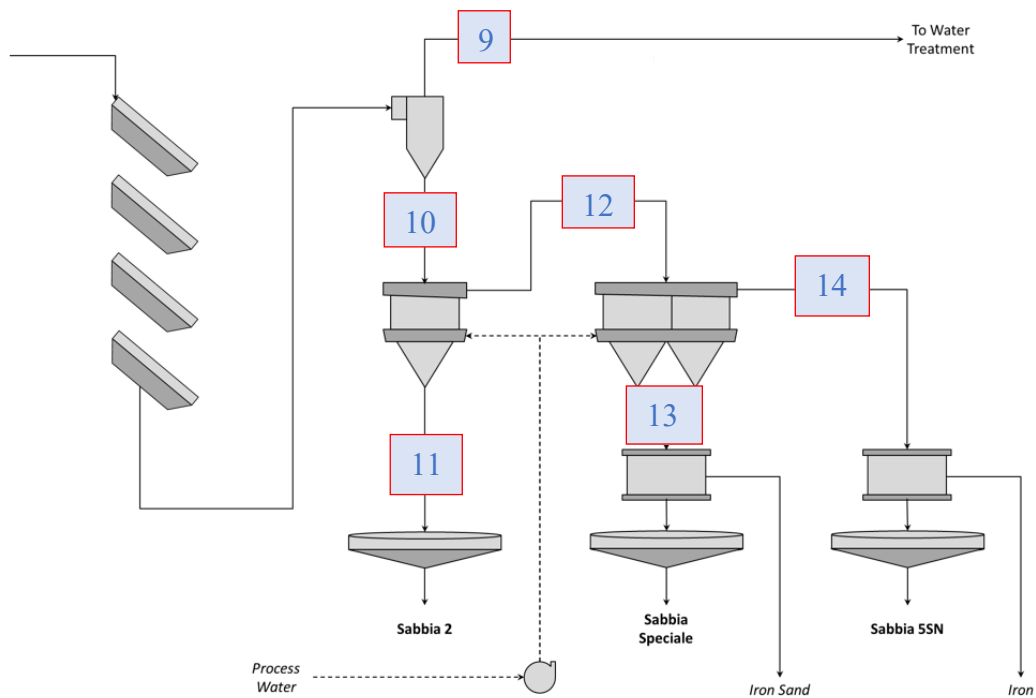 9
To Water
Treatment
10
12
14
13
11
Sabbia 2
Sabbia
Speciale
Sabbia 5SN
Process
Water
Iron Sand
Iron